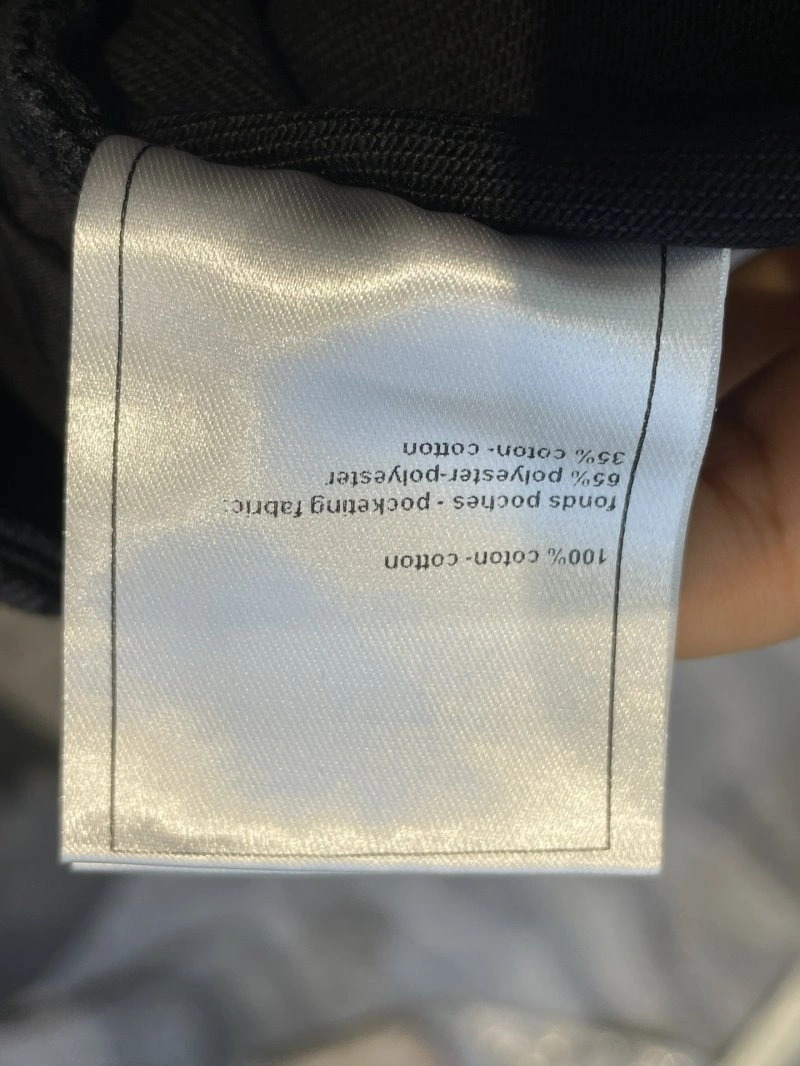 100% coton- cotton
fonds poches - pocketing fabric:
65% polyester-polyester
35% coton- cotton